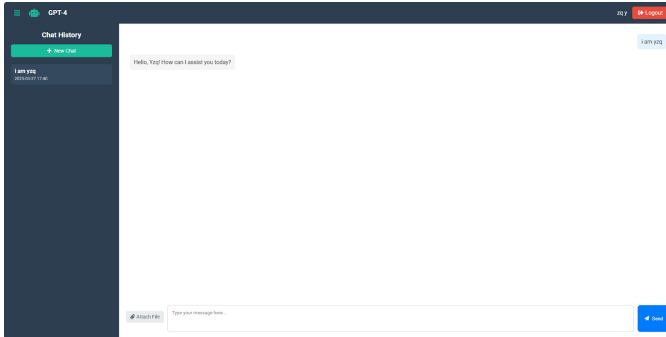 GPT-4
zq y
Logout
Chat History
+ New Chat
i am yzq
2025-03-27 17:40
i am yzq
Hello, Yzq! How can I assist you today?
Attach File
Type your message here...
Send